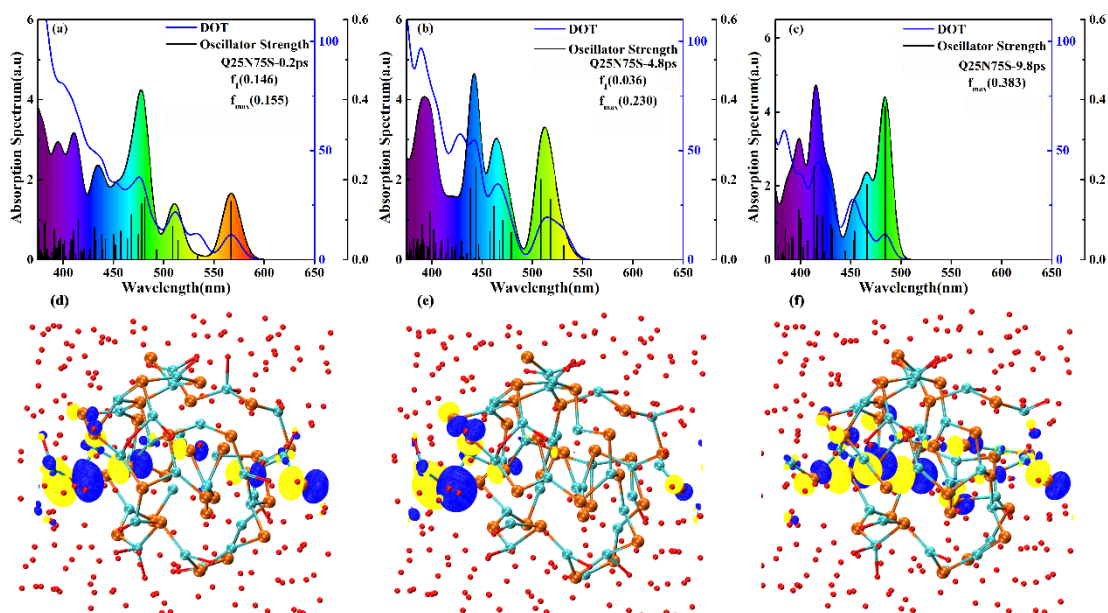 (a)
DOT
Oscillator Strength
Q25N75S-0.2ps
f1(0.146)
fmax(0.155)
6
4
2
0
Absorption Spectrum(a.u)
100
50
0
0.6
0.4
0.2
0.0
400 450 500 550 600 650
Wavelength(nm)
(b)
DOT
Oscillator Strength
Q25N75S-4.8ps
f1(0.036)
fmax(0.230)
6
4
2
0
Absorption Spectrum(a.u)
100
50
0
0.6
0.4
0.2
0.0
400 450 500 550 600 650
Wavelength(nm)
(c)
DOT
Oscillator Strength
Q25N75S-9.8ps
fmax(0.383)
6
4
2
0
Absorption Spectrum(a.u)
100
50
0
0.6
0.4
0.2
0.0
400 450 500 550 600 650
Wavelength(nm)
(d)
(e)
(f)